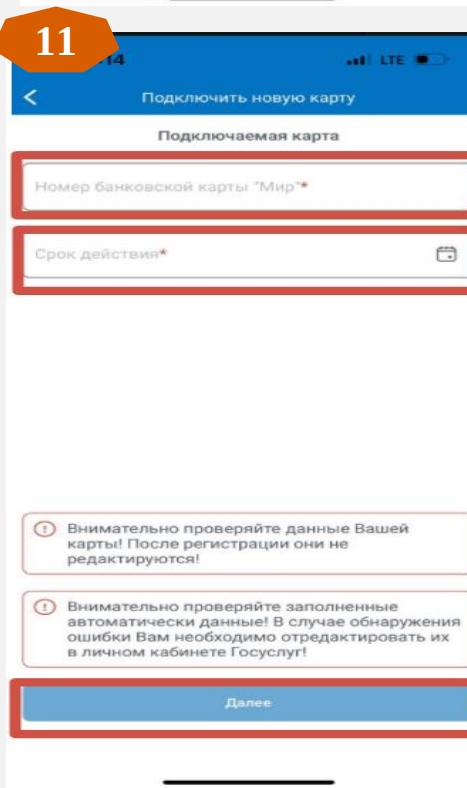 11
14
LTE
Подключить новую карту
Подключаемая карта
Номер банковской карты "Мир"*
Срок действия*
Внимательно проверяйте данные Вашей
карты! После регистрации они не
редактируются!
Внимательно проверяйте заполненные
автоматически данные! В случае обнаружения
ошибки Вам необходимо отредактировать их
в личном кабинете Госуслуг!
Далее